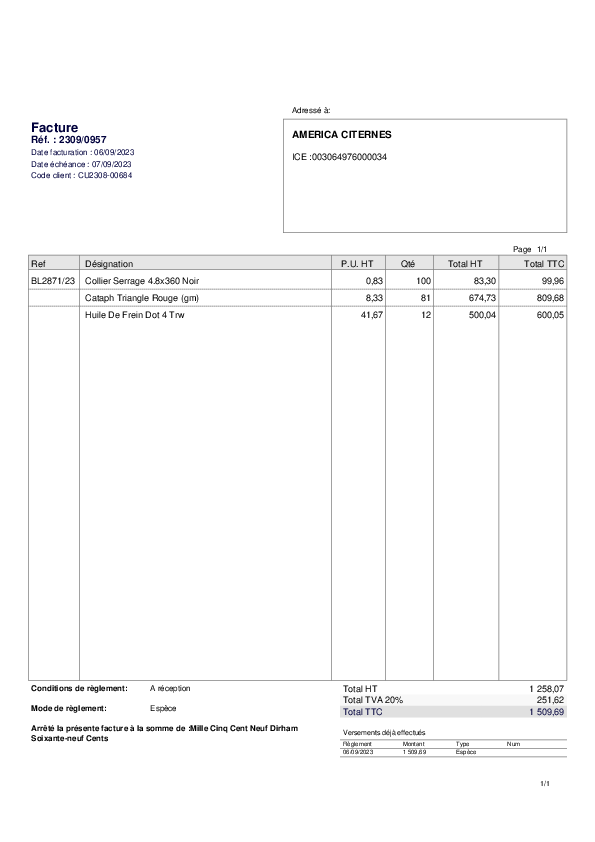 Adressé à:
Facture
Réf. : 2309/0957
Date facturation : 06/09/2023
Date échéance : 07/09/2023
Code client : CU2308-00684
AMERICA CITERNES
ICE :003064976000034
Page 1/1
Ref Désignation P.U. HT Qté Total HT Total TTC
BL2871/23 Collier Serrage 4.8x360 Noir 0,83 100 83,30 99,96
Cataph Triangle Rouge (gm) 8,33 81 674,73 809,68
Huile De Frein Dot 4 Trw 41,67 12 500,04 600,05
Conditions de règlement: A réception
Mode de règlement: Espèce
Arrêté la présente facture à la somme de :Mille Cinq Cent Neuf Dirham
Soixante-neuf Cents
Total HT 1 258,07
Total TVA 20% 251,62
Total TTC 1 509,69
Versements déjà effectués
Règlement Montant Type Num
06/09/2023 1 509,69 Espèce
1/1